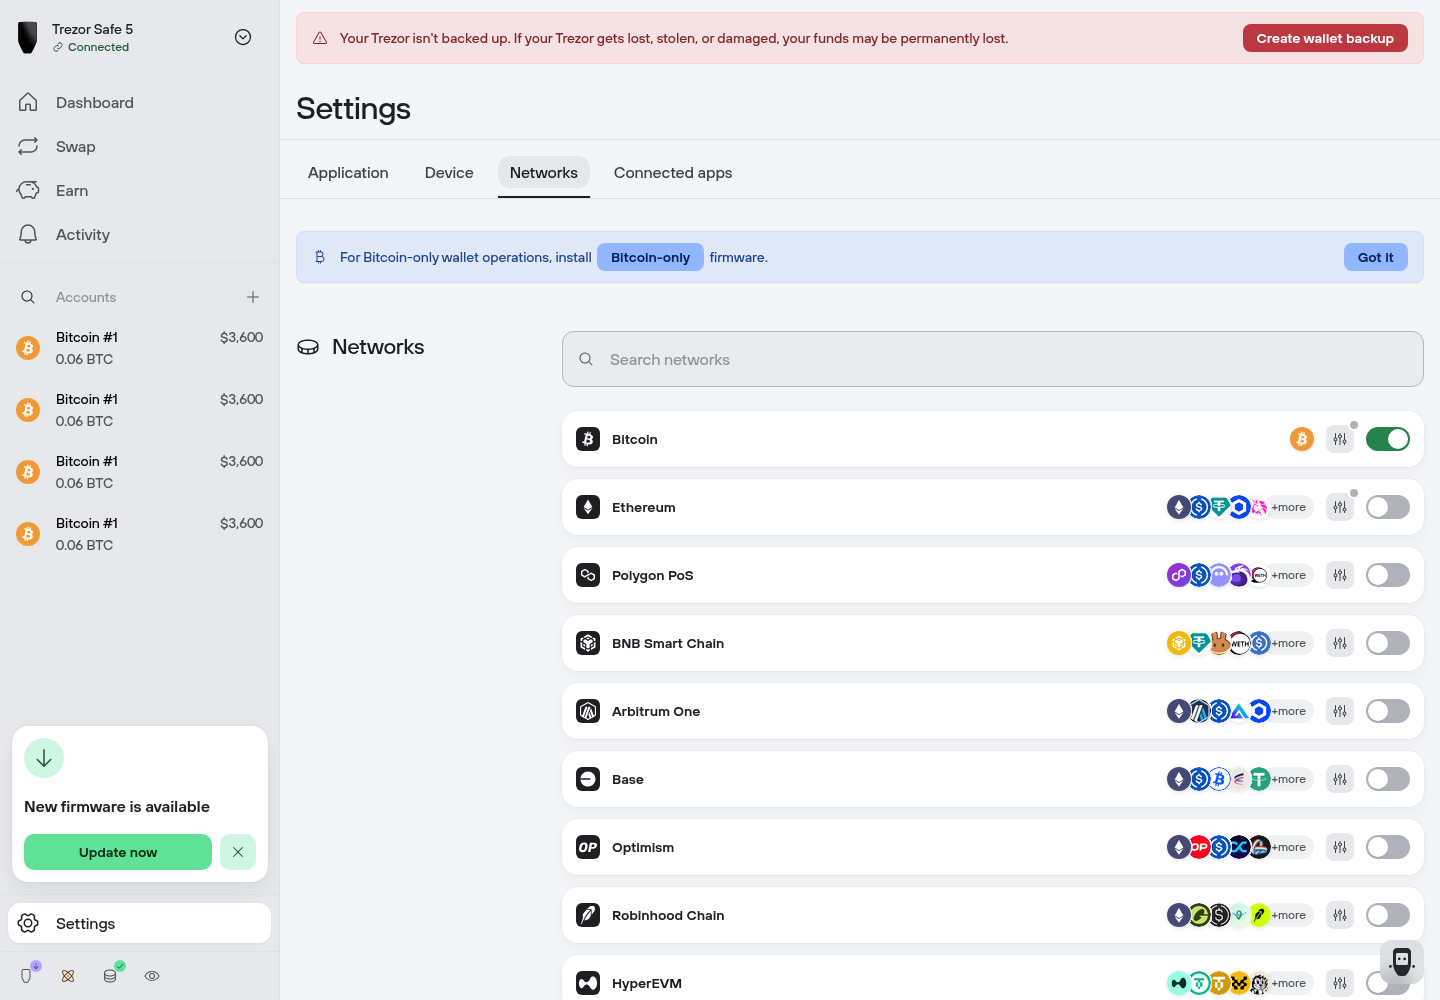 Trezor Safe 5
Connected
Dashboard
Swap
Earn
Activity
Accounts
Bitcoin #1 $3,600
0.06 BTC
Bitcoin #1 $3,600
0.06 BTC
Bitcoin #1 $3,600
0.06 BTC
Bitcoin #1 $3,600
0.06 BTC
New firmware is available
Update now
Settings
Your Trezor isn't backed up. If your Trezor gets lost, stolen, or damaged, your funds may be permanently lost.
Create wallet backup
Settings
Application Device Networks Connected apps
For Bitcoin-only wallet operations, install Bitcoin-only firmware.
Got it
Networks
Search networks
Bitcoin
Ethereum +more
Polygon PoS WETH +more
BNB Smart Chain WETH +more
Arbitrum One +more
Base +more
OP Optimism OP +more
Robinhood Chain +more
HyperEVM +more